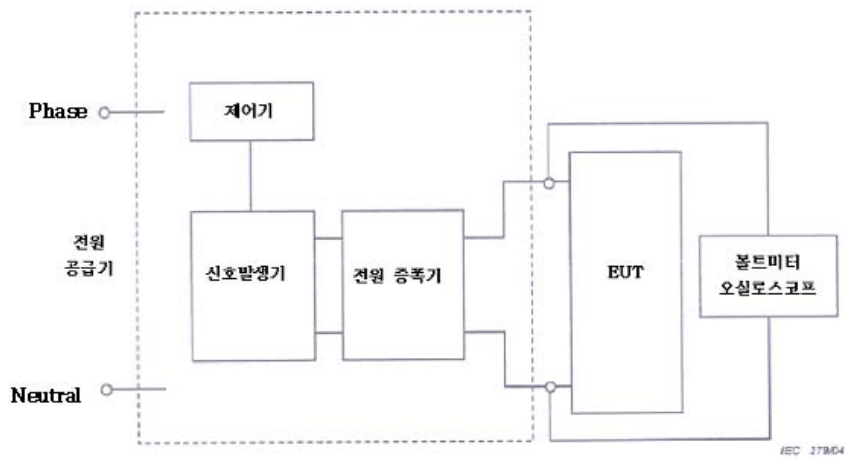 Phase
제어기
전원
공급기
신호발생기
전원 증폭기
EUT
볼트미터
오실로스코프
Neutral
IEC 279/04